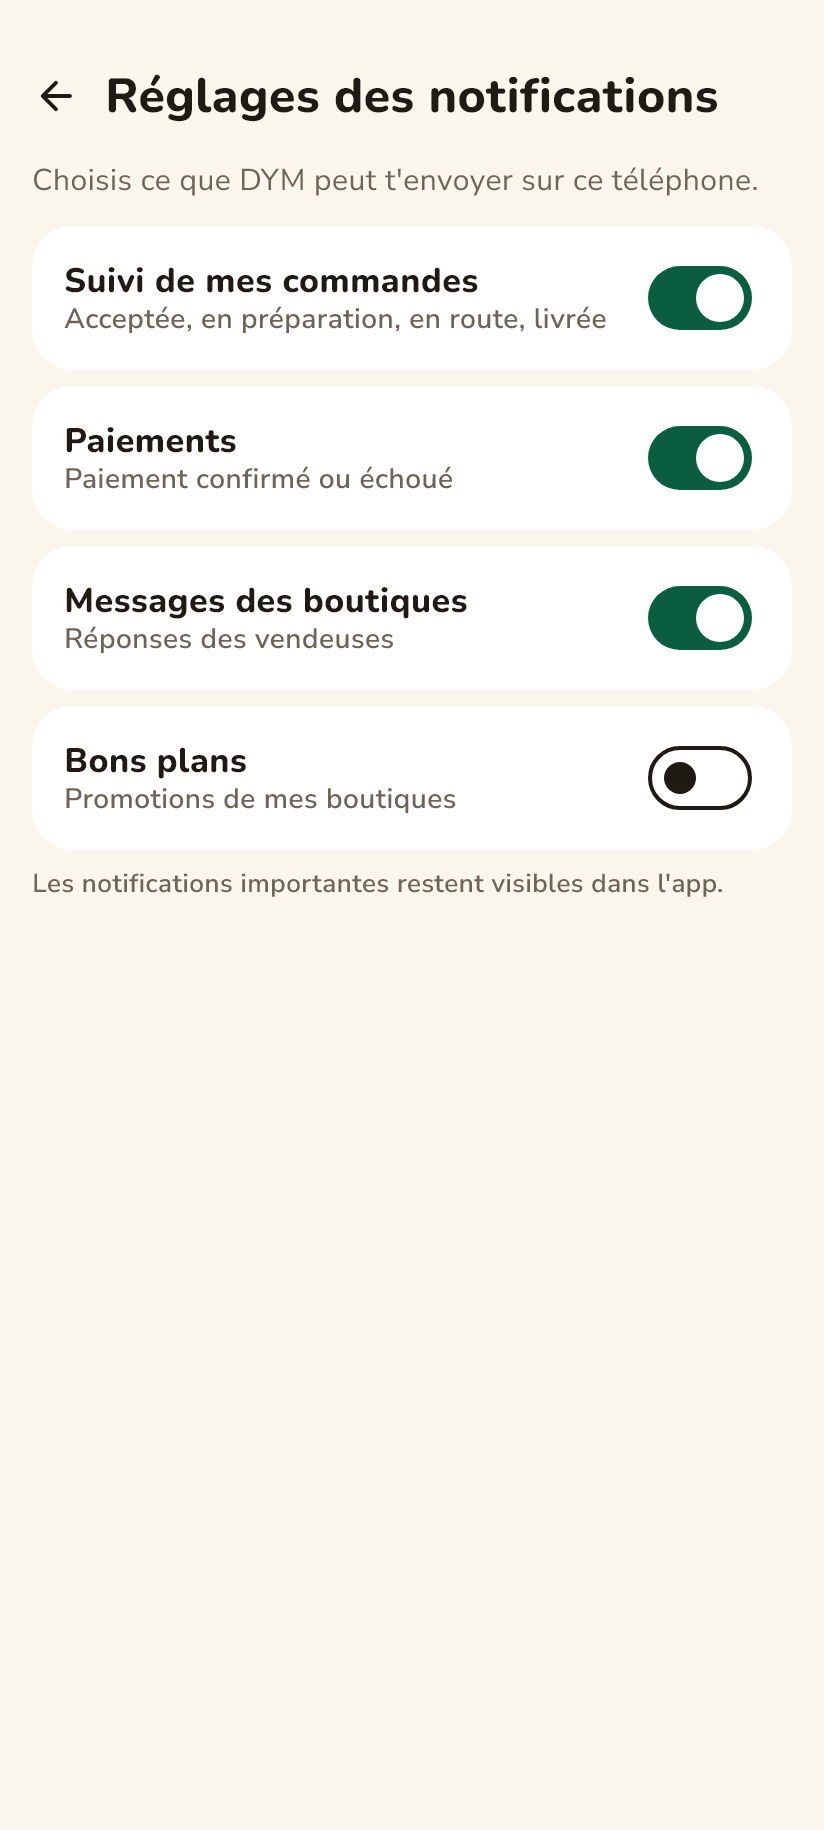 Réglages des notifications
Choisis ce que DYM peut t'envoyer sur ce téléphone.
Suivi de mes commandes
Acceptée, en préparation, en route, livrée
Paiements
Paiement confirmé ou échoué
Messages des boutiques
Réponses des vendeuses
Bons plans
Promotions de mes boutiques
Les notifications importantes restent visibles dans l'app.